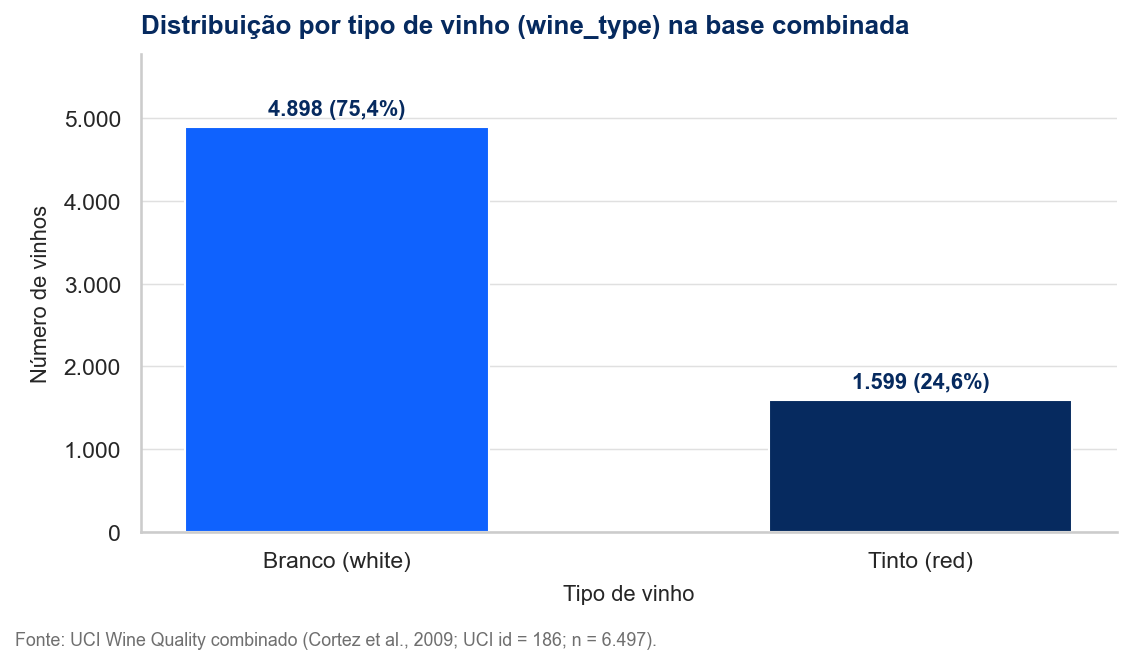 Distribuição por tipo de vinho (wine_type) na base combinada
4.898 (75,4%)
1.599 (24,6%)
Número de vinhos
5.000
4.000
3.000
2.000
1.000
0
Branco (white)
Tinto (red)
Tipo de vinho
Fonte: UCI Wine Quality combinado (Cortez et al., 2009; UCI id = 186; n = 6.497).